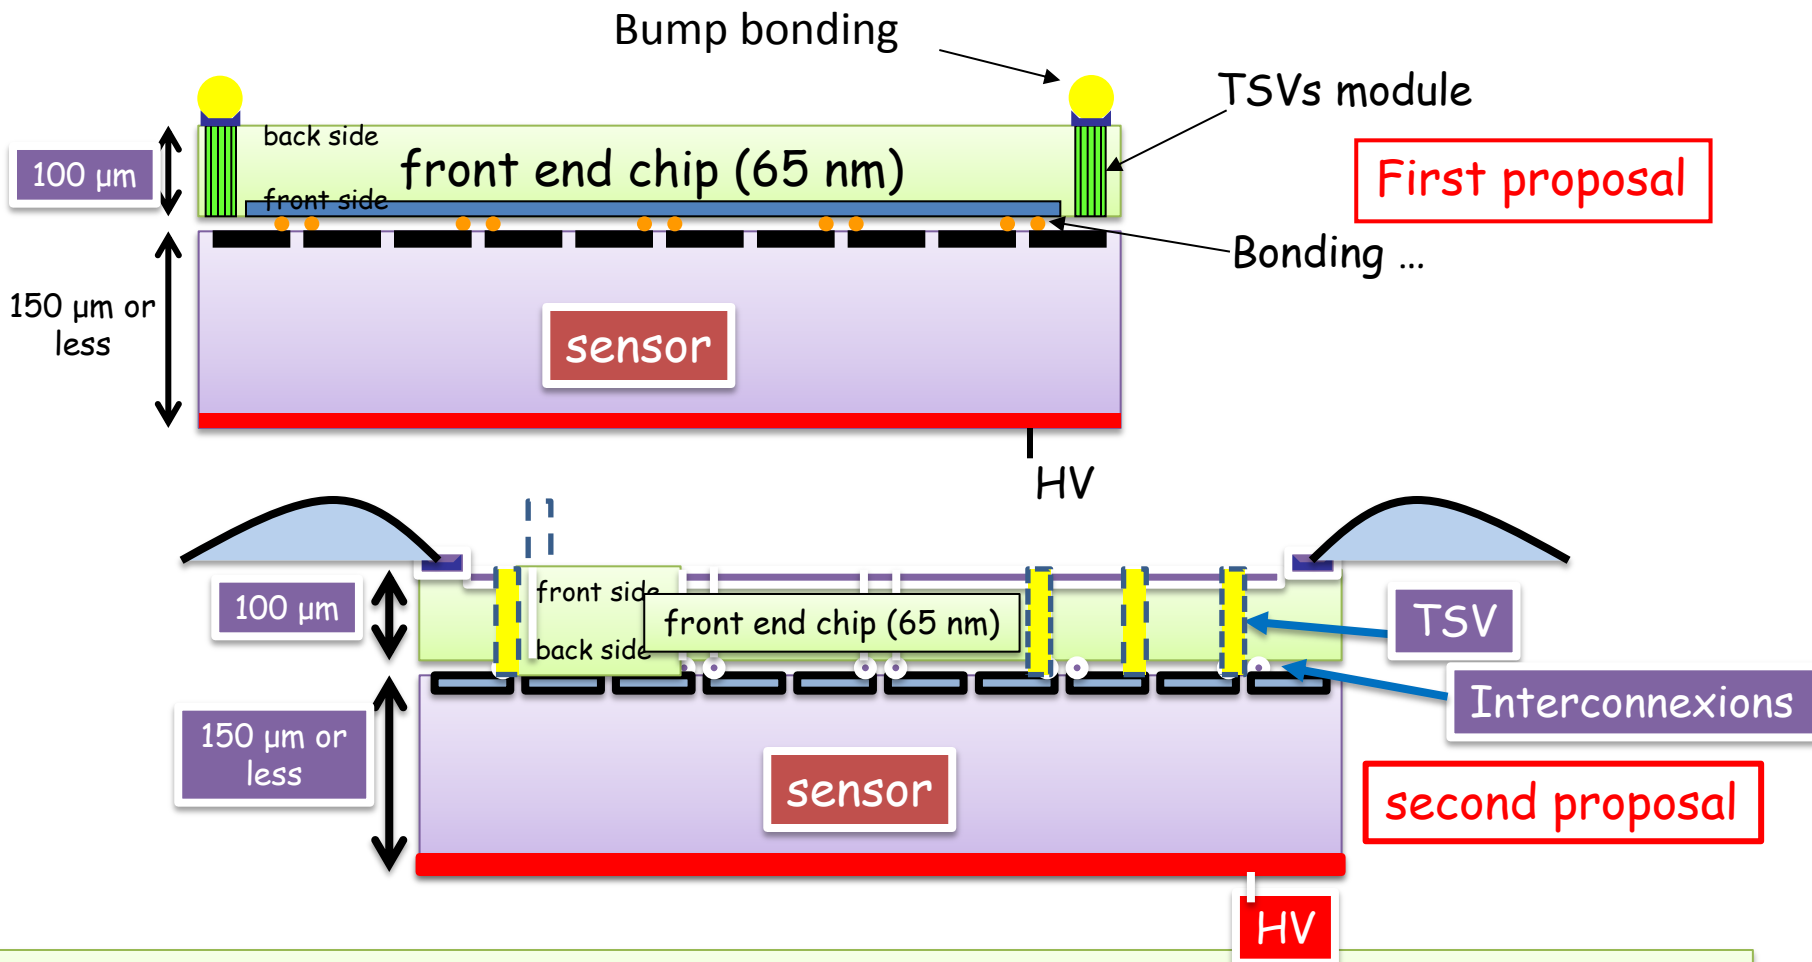 Bump bonding
TSVs module
back side
front end chip (65 nm)
100 µm
First proposal
front side
Bonding ...
150 µm or
less
sensor
HV
front side
100 µm
front end chip (65 nm)
TSV
back side
Interconnexions
150 µm or
less
sensor
second proposal
HV